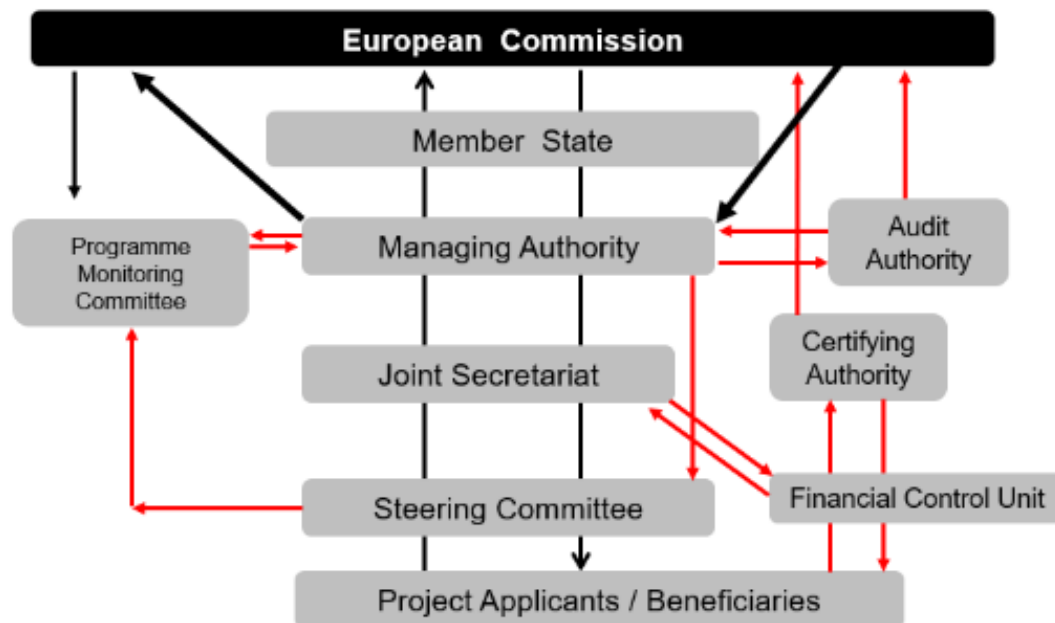 European Commission
Member State
Programme
Monitoring
Committee
Managing Authority
Audit
Authority
Joint Secretariat
Certifying
Authority
Steering Committee
Financial Control Unit
Project Applicants / Beneficiaries